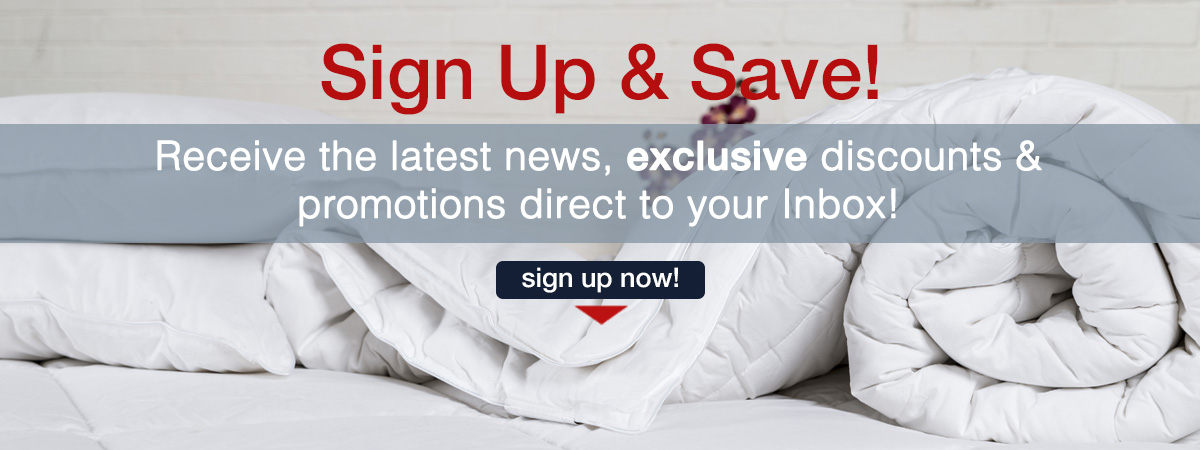 Sign Up & Save!
Receive the latest news, exclusive discounts &
promotions direct to your Inbox!
sign up now!